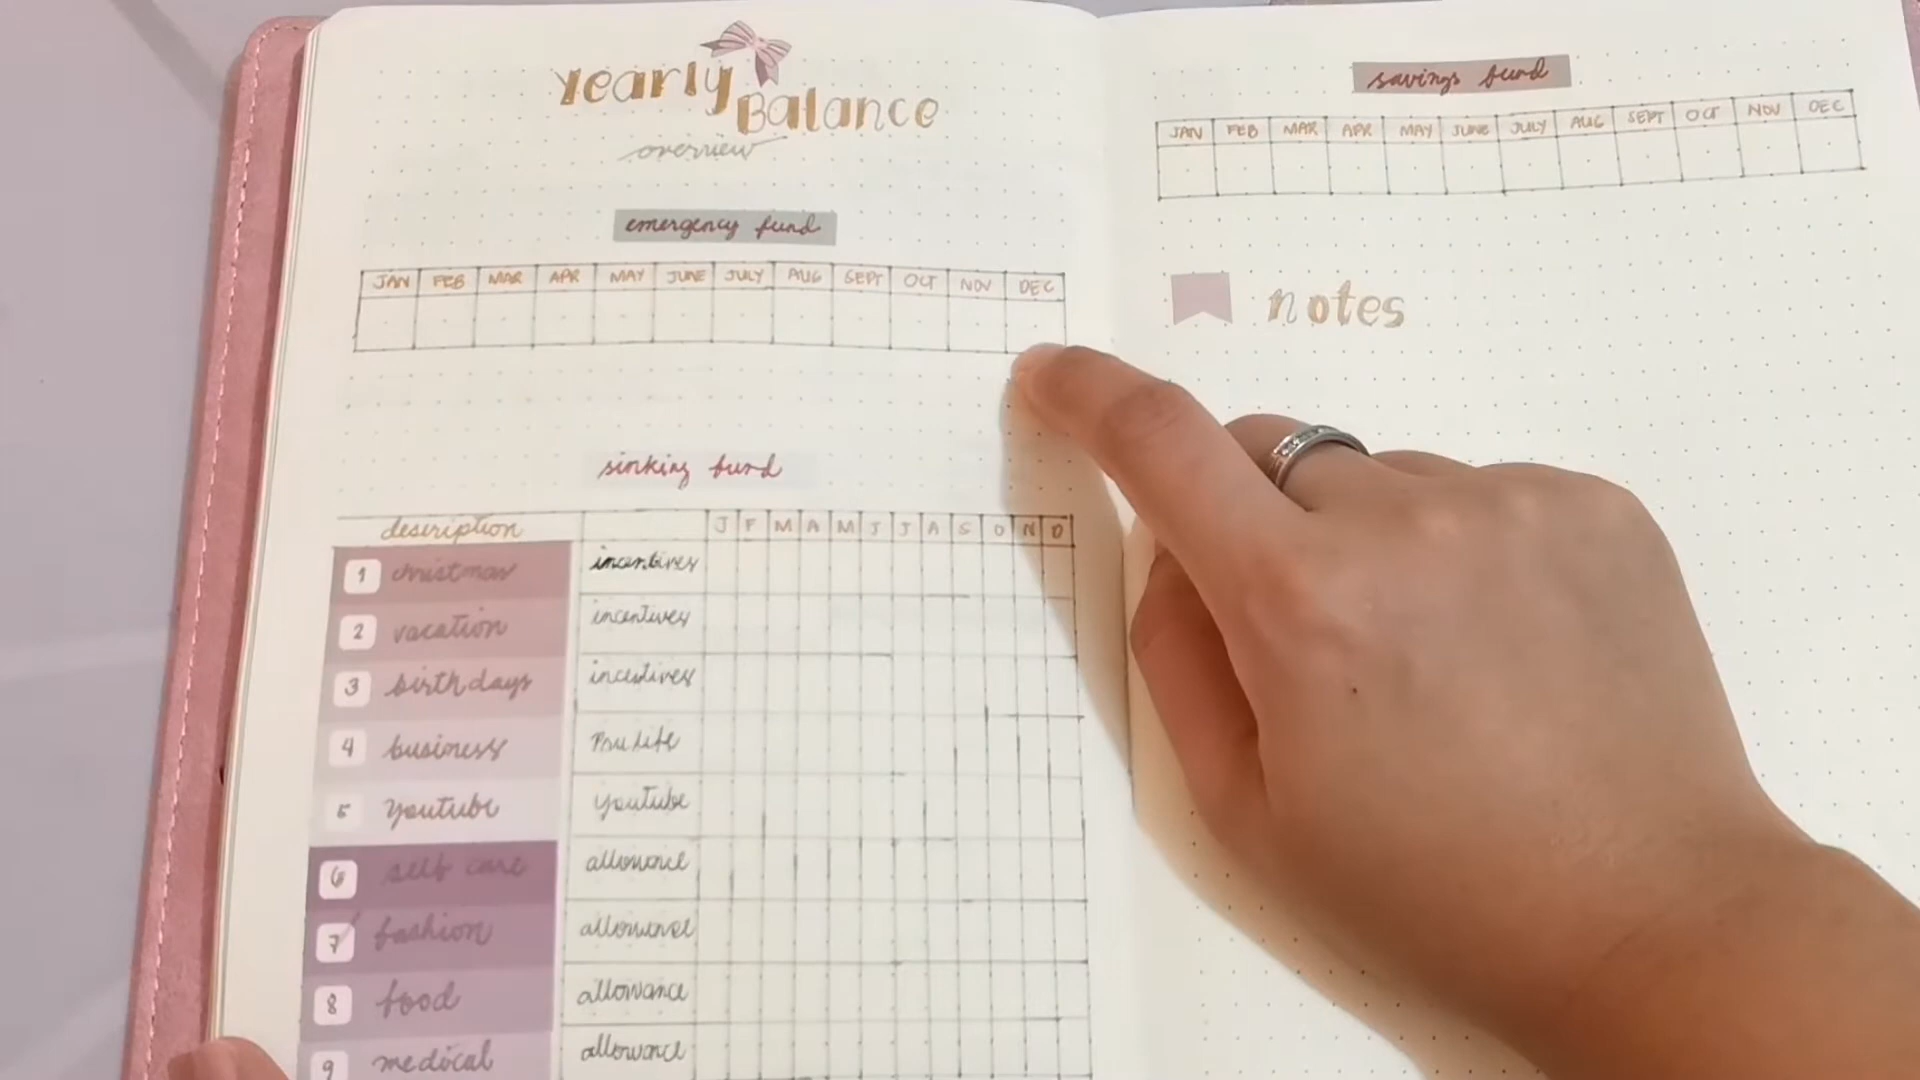 Yearly
Balance
overview
emergency fund
JAN FEB MAR APR MAY JUNE JULY AUG SEPT OCT NOV DEC
sinking fund
description J F M A M J J A S O N D
1 christmas incentives
2 vacation incentives
3 birthdays incentives
4 business Pru Life
5 youtube youtube
6 self care allowance
7 fashion allowance
8 food allowance
9 medical allowance
savings fund
JAN FEB MAR APR MAY JUNE JULY AUG SEPT OCT NOV DEC
notes